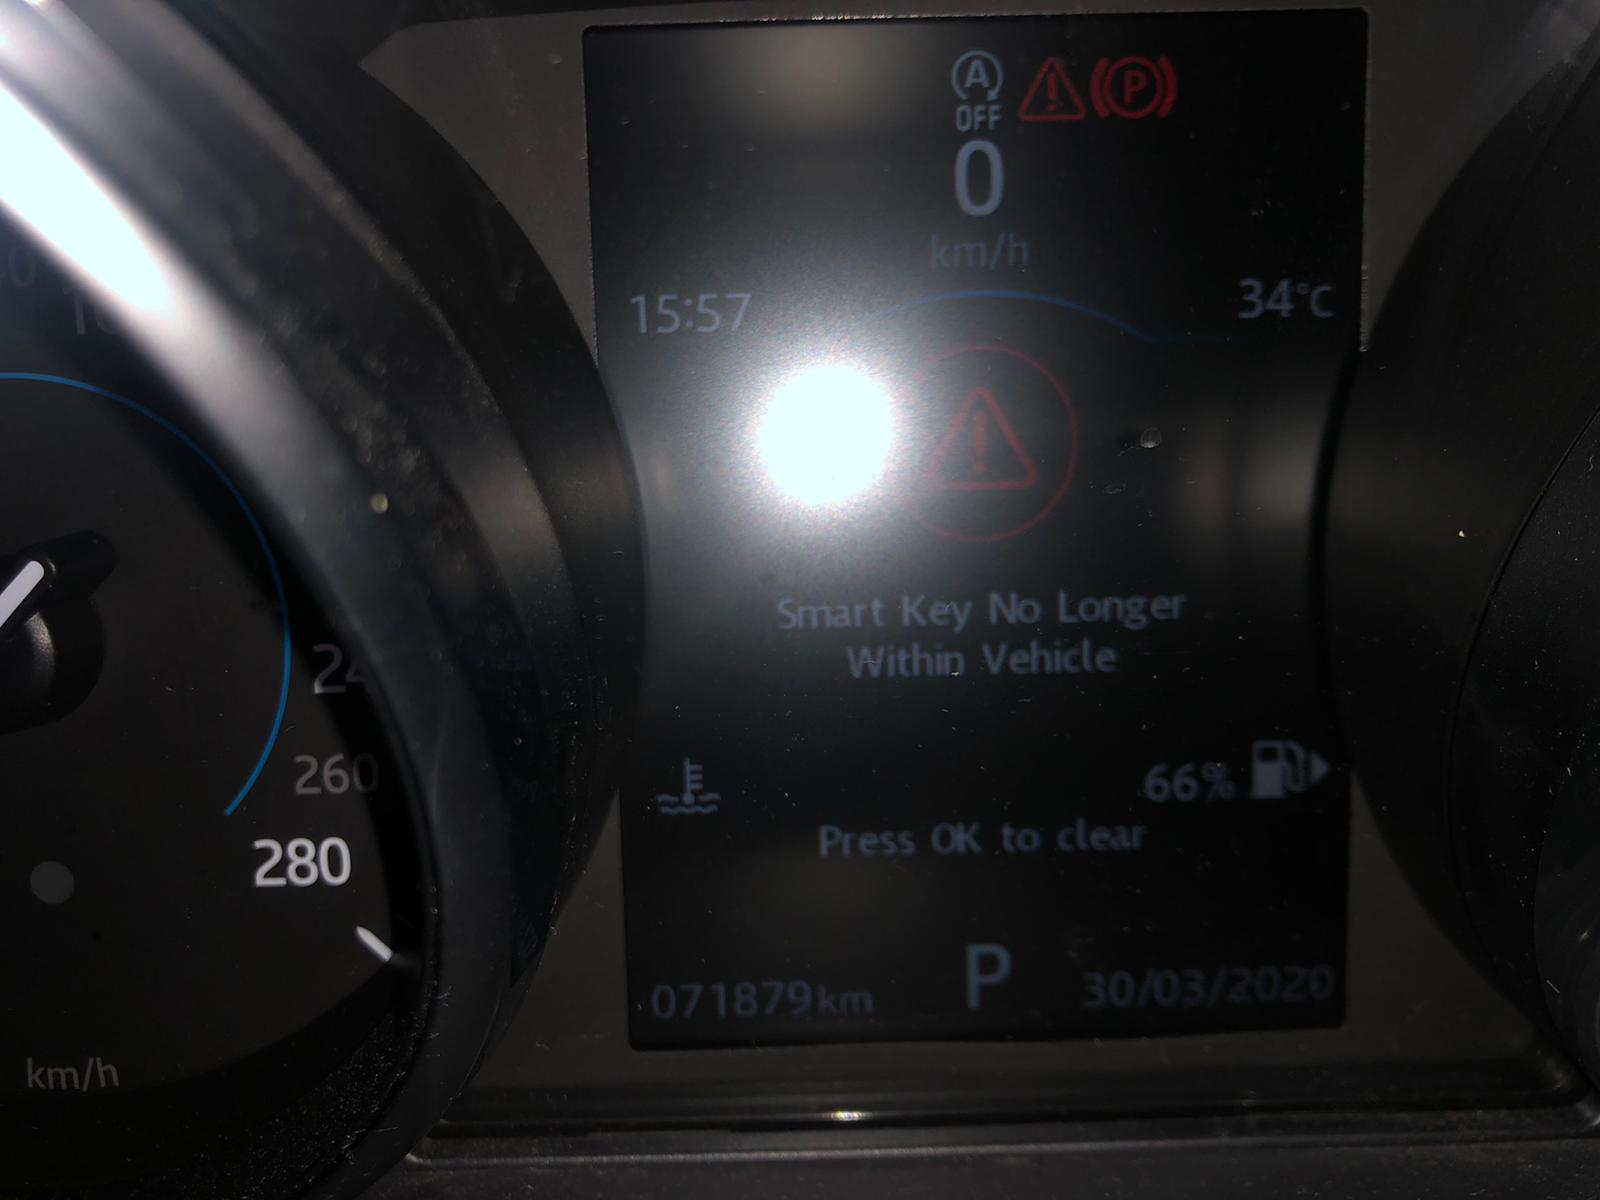 A
OFF
P
0
km/h
15:57
34°C
Smart Key No Longer
Within Vehicle
66%
Press OK to clear
071879km
P
30/03/2020
260
280
km/h